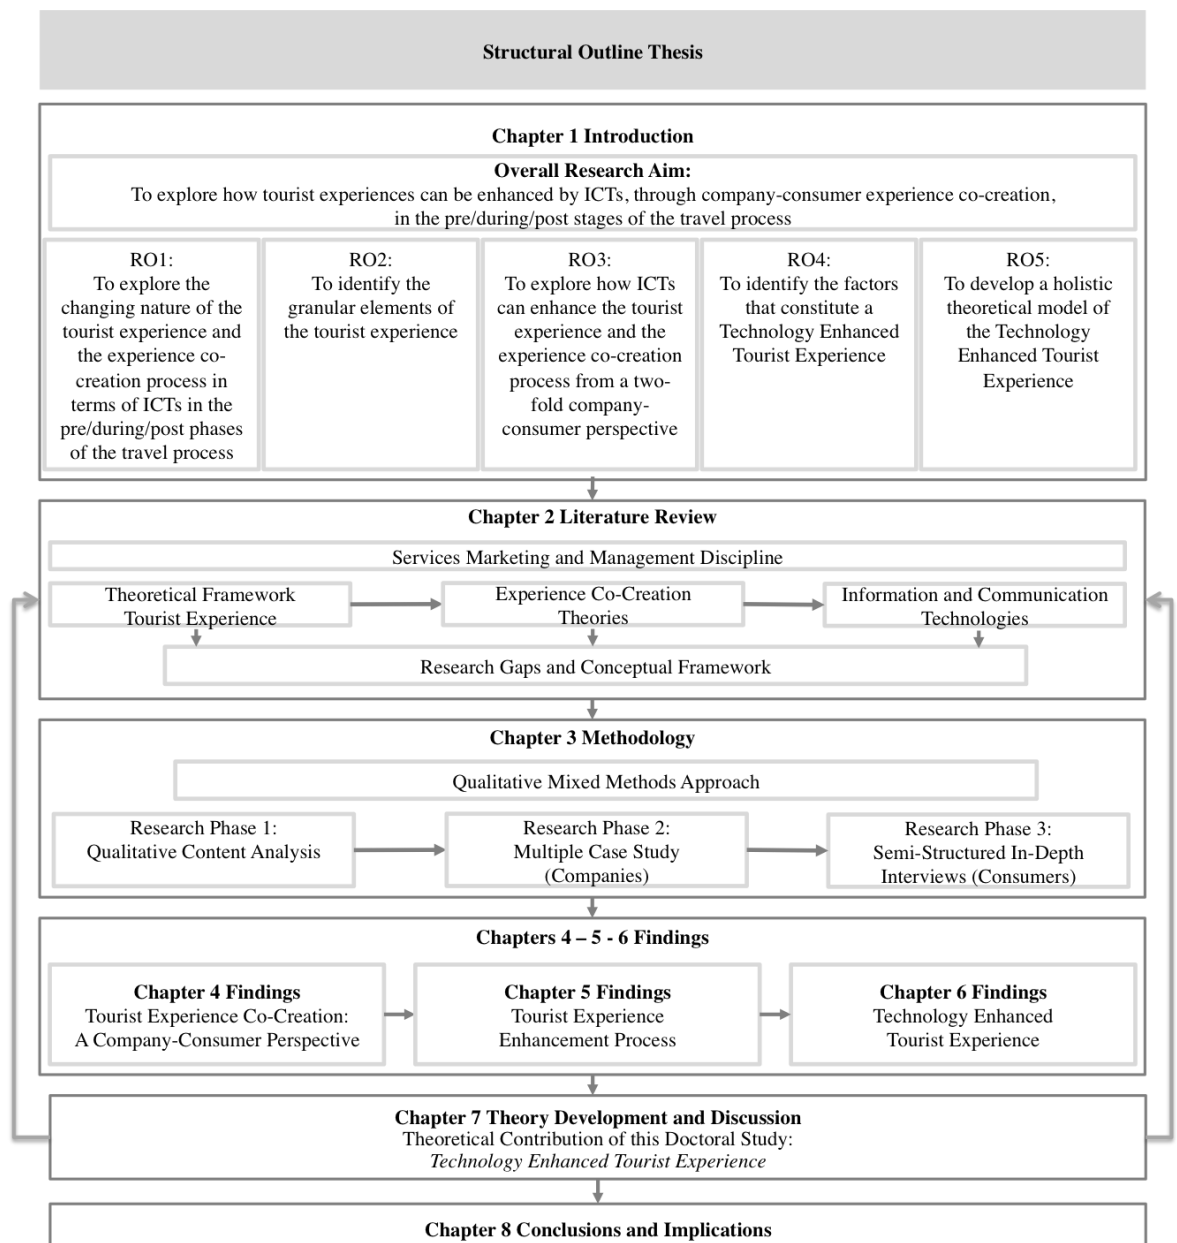 Structural Outline Thesis
Chapter 1 Introduction
Overall Research Aim:
To explore how tourist experiences can be enhanced by ICTs, through company-consumer experience co-creation,
in the pre/during/post stages of the travel process
RO1:
To explore the
changing nature of the
tourist experience and
the experience co-
creation process in
terms of ICTs in the
pre/during/post phases
of the travel process
RO2:
To identify the
granular elements of
the tourist experience
RO3:
To explore how ICTs
can enhance the tourist
experience and the
experience co-creation
process from a two-
fold company-
consumer perspective
RO4:
To identify the factors
that constitute a
Technology Enhanced
Tourist Experience
RO5:
To develop a holistic
theoretical model of
the Technology
Enhanced Tourist
Experience
Chapter 2 Literature Review
Services Marketing and Management Discipline
Theoretical Framework
Tourist Experience
Experience Co-Creation
Theories
Information and Communication
Technologies
Research Gaps and Conceptual Framework
Chapter 3 Methodology
Qualitative Mixed Methods Approach
Research Phase 1:
Qualitative Content Analysis
Research Phase 2:
Multiple Case Study
(Companies)
Research Phase 3:
Semi-Structured In-Depth
Interviews (Consumers)
Chapters 4 – 5 - 6 Findings
Chapter 4 Findings
Tourist Experience Co-Creation:
A Company-Consumer Perspective
Chapter 5 Findings
Tourist Experience
Enhancement Process
Chapter 6 Findings
Technology Enhanced
Tourist Experience
Chapter 7 Theory Development and Discussion
Theoretical Contribution of this Doctoral Study:
Technology Enhanced Tourist Experience
Chapter 8 Conclusions and Implications